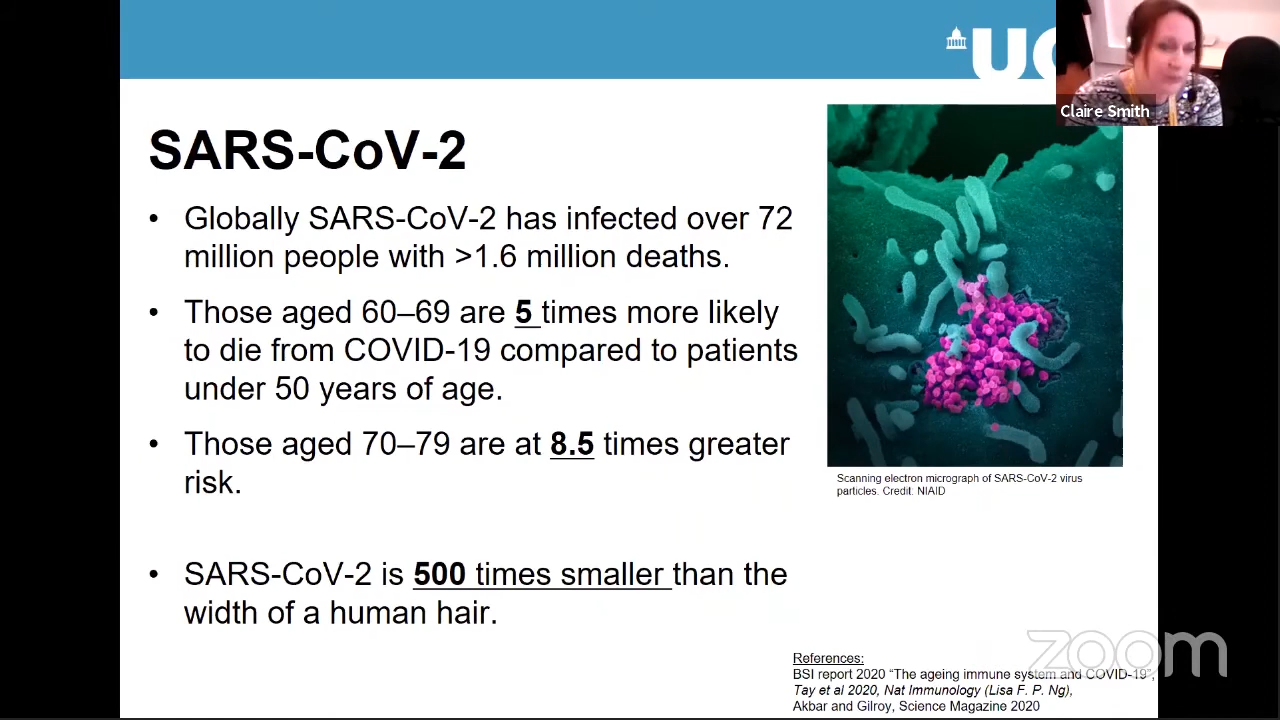 UC
Claire Smith
SARS-CoV-2
• Globally SARS-CoV-2 has infected over 72
million people with >1.6 million deaths.
• Those aged 60–69 are 5 times more likely
to die from COVID-19 compared to patients
under 50 years of age.
• Those aged 70–79 are at 8.5 times greater
risk.
• SARS-CoV-2 is 500 times smaller than the
width of a human hair.
Scanning electron micrograph of SARS-CoV-2 virus
particles. Credit: NIAID
zoom
References:
BSI report 2020 “The ageing immune system and COVID-19”,
Tay et al 2020, Nat Immunology (Lisa F. P. Ng),
Akbar and Gilroy, Science Magazine 2020